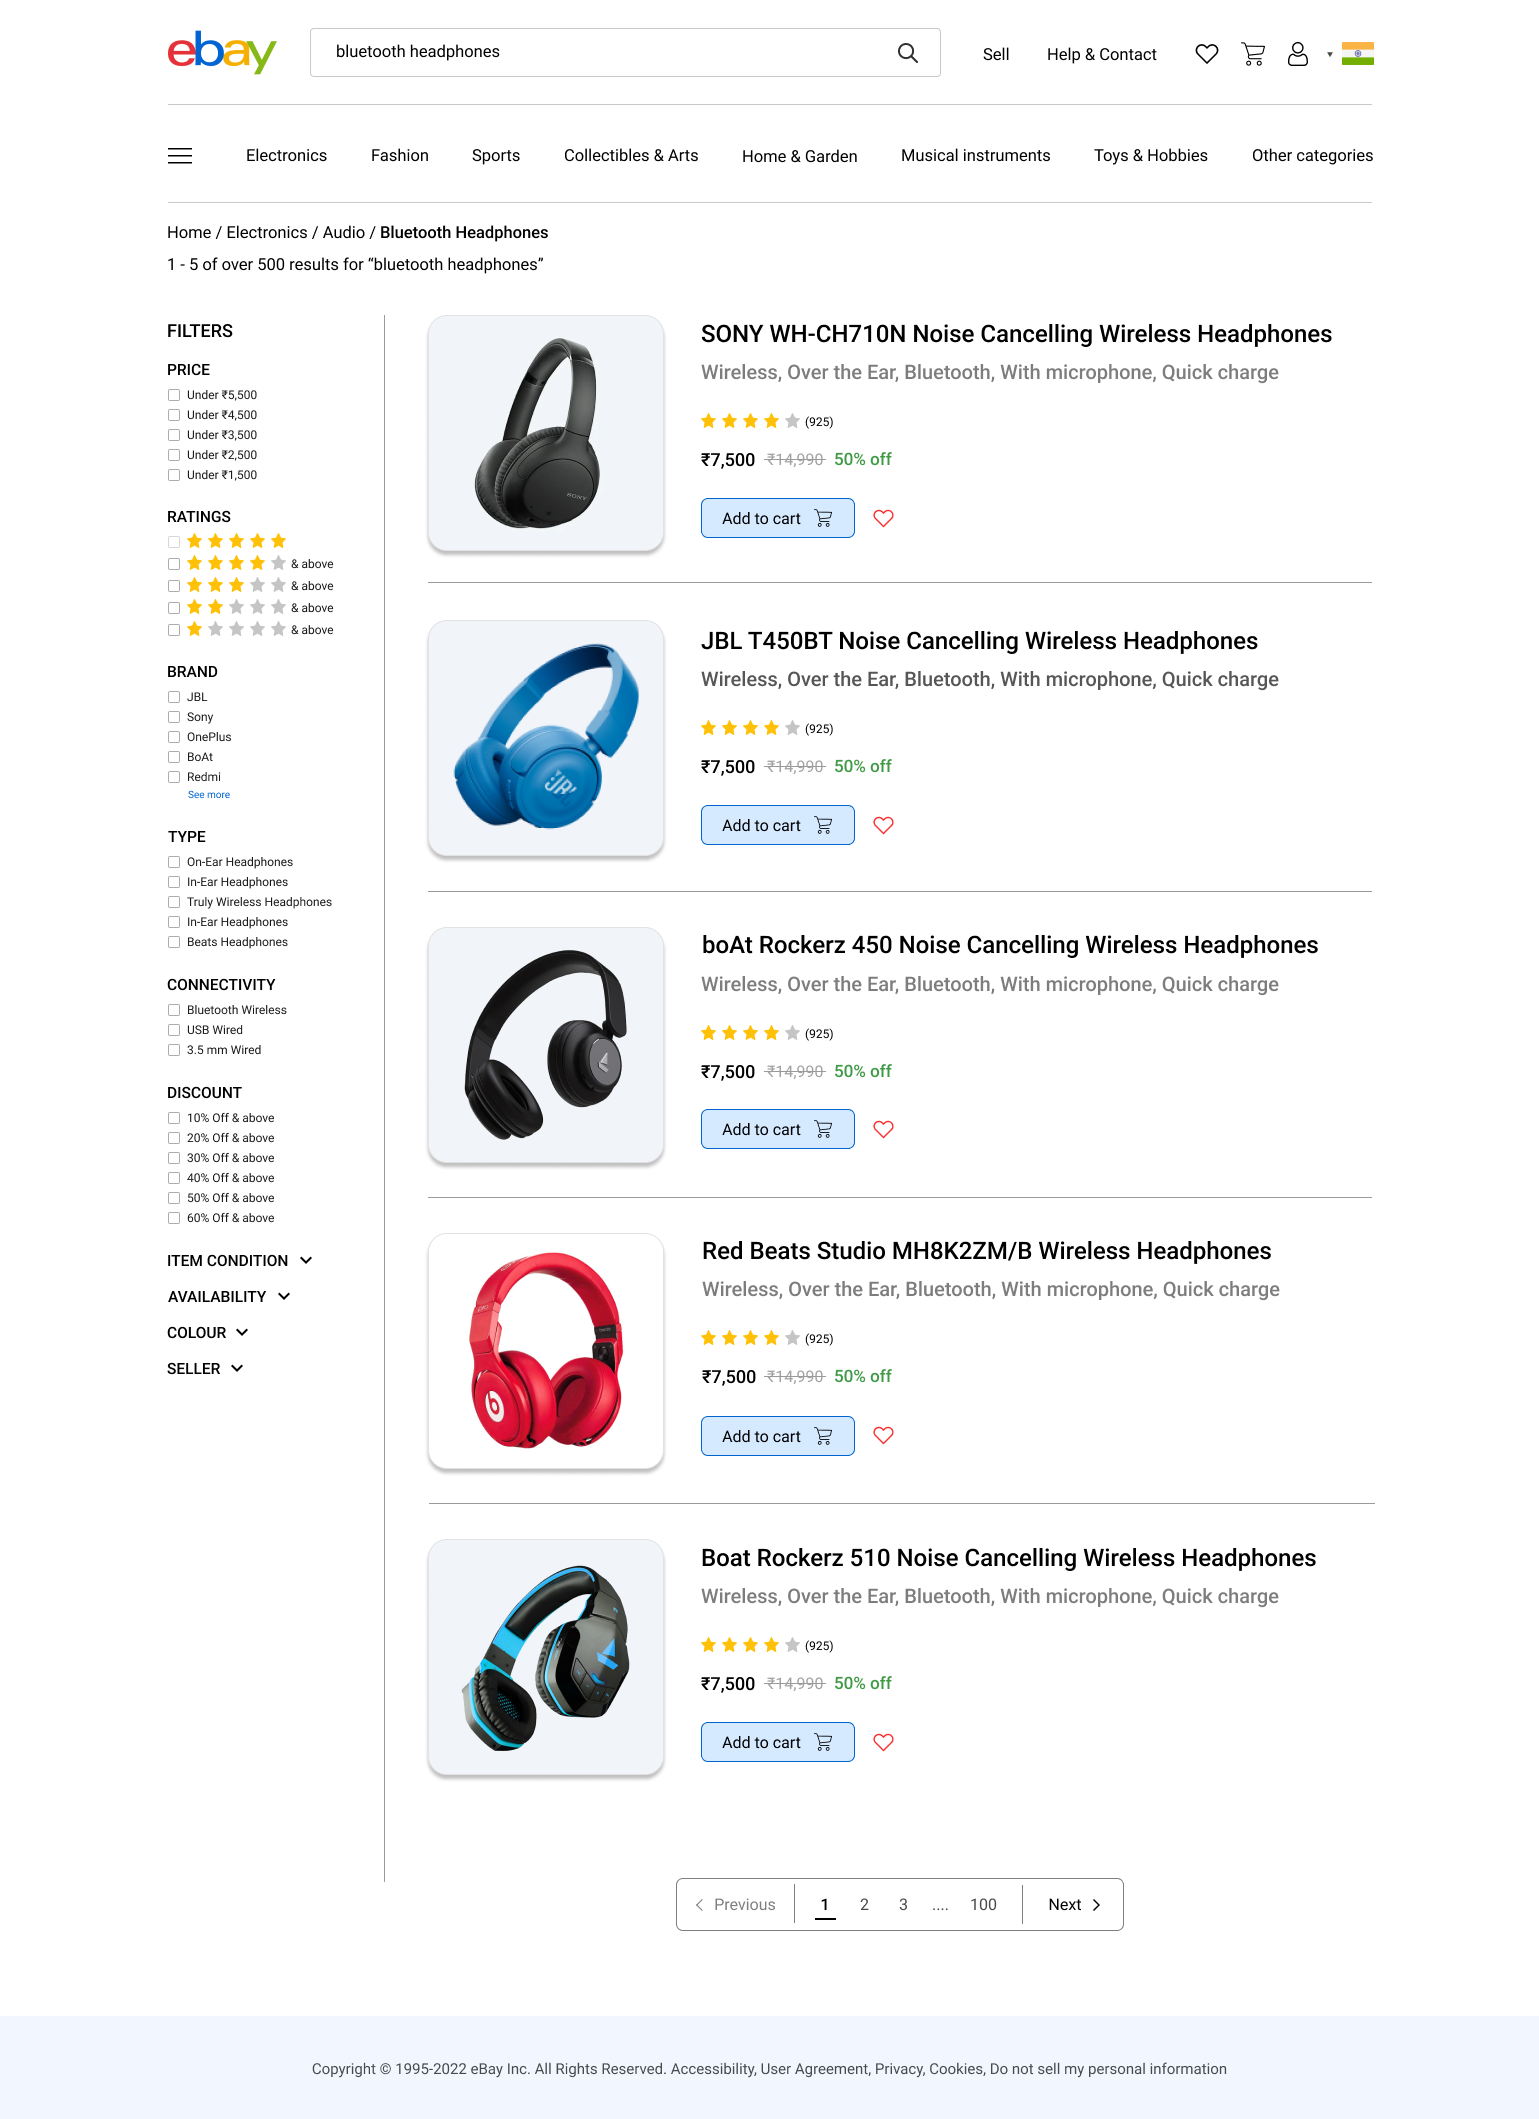 ebay
bluetooth headphones
Sell
Help & Contact
Electronics
Fashion
Sports
Collectibles & Arts
Home & Garden
Musical instruments
Toys & Hobbies
Other categories
Home / Electronics / Audio / Bluetooth Headphones
1 - 5 of over 500 results for “bluetooth headphones”
FILTERS
PRICE
Under ₹5,500
Under ₹4,500
Under ₹3,500
Under ₹2,500
Under ₹1,500
RATINGS
& above
& above
& above
& above
BRAND
JBL
Sony
OnePlus
BoAt
Redmi
See more
TYPE
On-Ear Headphones
In-Ear Headphones
Truly Wireless Headphones
In-Ear Headphones
Beats Headphones
CONNECTIVITY
Bluetooth Wireless
USB Wired
3.5 mm Wired
DISCOUNT
10% Off & above
20% Off & above
30% Off & above
40% Off & above
50% Off & above
60% Off & above
ITEM CONDITION
AVAILABILITY
COLOUR
SELLER
SONY
SONY WH-CH710N Noise Cancelling Wireless Headphones
Wireless, Over the Ear, Bluetooth, With microphone, Quick charge
(925)
₹7,500 ₹14,990 50% off
Add to cart
JBL
JBL T450BT Noise Cancelling Wireless Headphones
Wireless, Over the Ear, Bluetooth, With microphone, Quick charge
(925)
₹7,500 ₹14,990 50% off
Add to cart
boAt Rockerz 450 Noise Cancelling Wireless Headphones
Wireless, Over the Ear, Bluetooth, With microphone, Quick charge
(925)
₹7,500 ₹14,990 50% off
Add to cart
b
Red Beats Studio MH8K2ZM/B Wireless Headphones
Wireless, Over the Ear, Bluetooth, With microphone, Quick charge
(925)
₹7,500 ₹14,990 50% off
Add to cart
Boat Rockerz 510 Noise Cancelling Wireless Headphones
Wireless, Over the Ear, Bluetooth, With microphone, Quick charge
(925)
₹7,500 ₹14,990 50% off
Add to cart
Previous 1 2 3 .... 100 Next
Copyright © 1995-2022 eBay Inc. All Rights Reserved. Accessibility, User Agreement, Privacy, Cookies, Do not sell my personal information